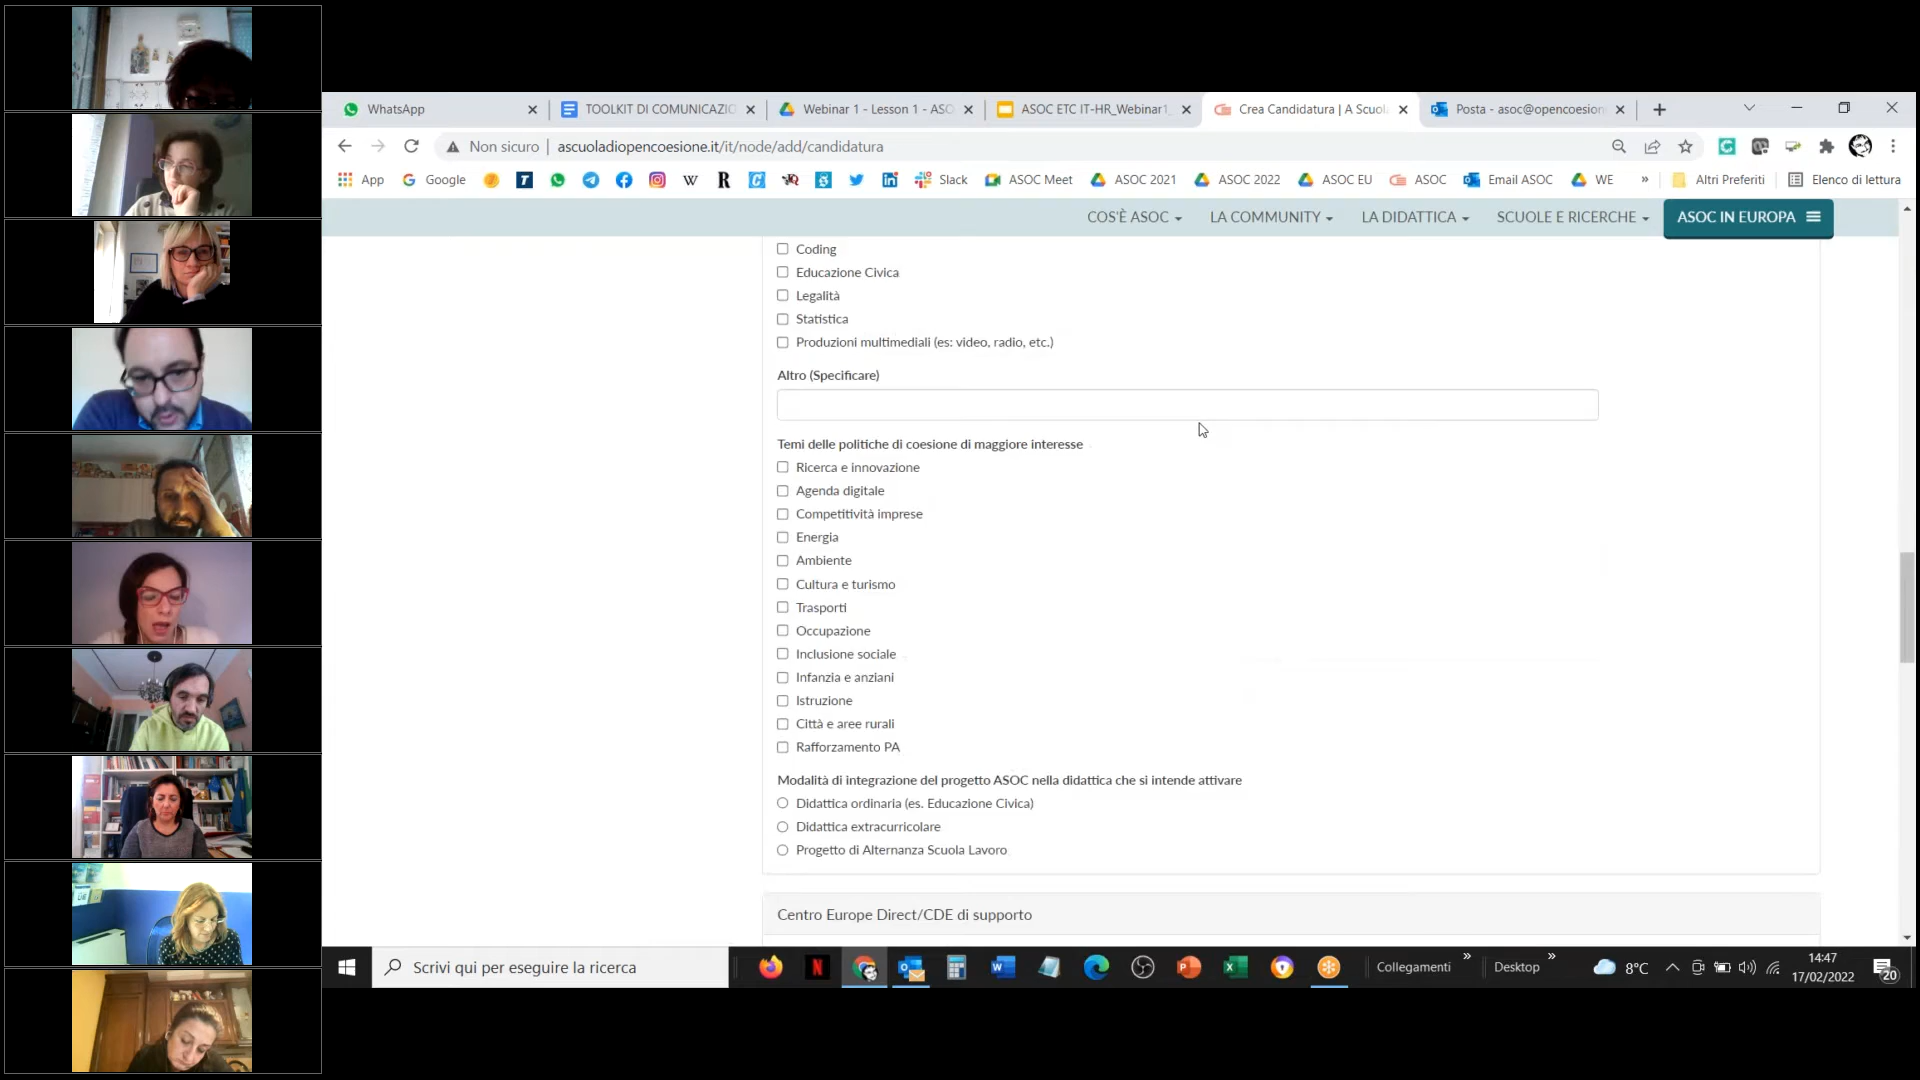 WhatsApp
TOOLKIT DI COMUNICAZIO
Webinar 1 - Lesson 1 - ASO
ASOC ETC IT-HR_Webinar1_
Crea Candidatura | A Scuol
Posta - asoc@opencoesion
Non sicuro | ascuoladiopencoesione.it/it/node/add/candidatura
App Google Slack ASOC Meet ASOC 2021 ASOC 2022 ASOC EU ASOC Email ASOC WE » Altri Preferiti Elenco di lettura
COS'È ASOC LA COMMUNITY LA DIDATTICA SCUOLE E RICERCHE ASOC IN EUROPA
Coding
Educazione Civica
Legalità
Statistica
Produzioni multimediali (es: video, radio, etc.)
Altro (Specificare)
Temi delle politiche di coesione di maggiore interesse
Ricerca e innovazione
Agenda digitale
Competitività imprese
Energia
Ambiente
Cultura e turismo
Trasporti
Occupazione
Inclusione sociale
Infanzia e anziani
Istruzione
Città e aree rurali
Rafforzamento PA
Modalità di integrazione del progetto ASOC nella didattica che si intende attivare
Didattica ordinaria (es. Educazione Civica)
Didattica extracurricolare
Progetto di Alternanza Scuola Lavoro
Centro Europe Direct/CDE di supporto
Scrivi qui per eseguire la ricerca
Collegamenti » Desktop » 8°C
14:47
17/02/2022
20